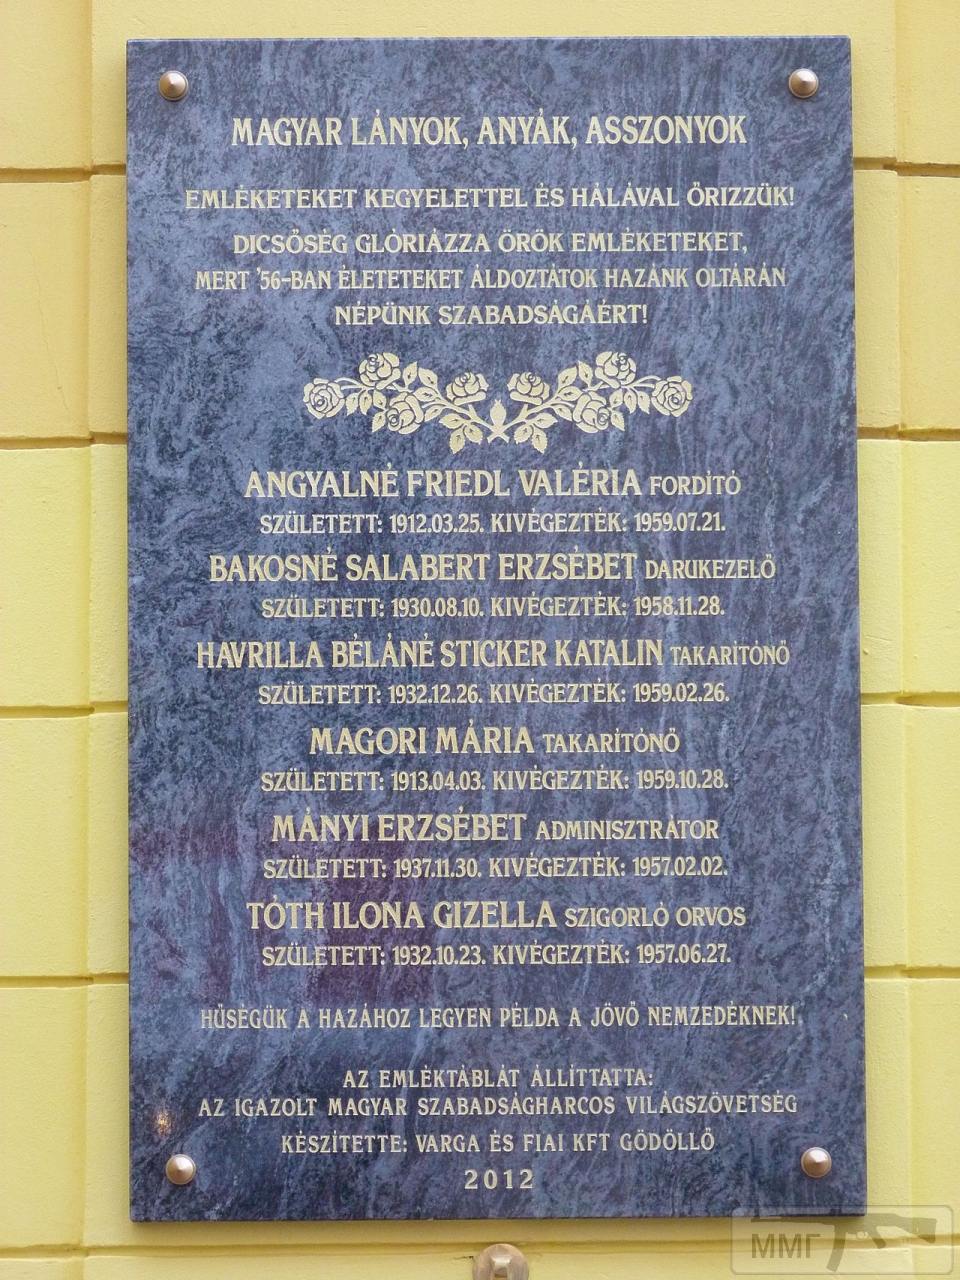 MAGYAR LÁNYOK, ANYÁK, ASSZONYOK
EMLÉKETEKET KEGYELETTEL ÉS HÁLÁVAL ŐRIZZÜK!
DICSŐSÉG GLÓRIÁZZA ÖRÖK EMLÉKETEKET,
MERT '56-BAN ÉLETETEKET ÁLDOZTÁTOK HAZÁNK OLTÁRÁN
NÉPÜNK SZABADSÁGÁÉRT!
ANGYALNÉ FRIEDL VALÉRIA FORDÍTÓ
SZÜLETETT: 1912.03.25. KIVÉGEZTÉK: 1959.07.21.
BAKOSNÉ SALABERT ERZSÉBET DARUKEZELŐ
SZÜLETETT: 1930.08.10. KIVÉGEZTÉK: 1958.11.28.
HAVRILLA BÉLÁNÉ STICKER KATALIN TAKARÍTÓNŐ
SZÜLETETT: 1932.12.26. KIVÉGEZTÉK: 1959.02.26.
MAGORI MÁRIA TAKARÍTÓNŐ
SZÜLETETT: 1913.04.03. KIVÉGEZTÉK: 1959.10.28.
MÁNYI ERZSÉBET ADMINISZTRÁTOR
SZÜLETETT: 1937.11.30. KIVÉGEZTÉK: 1957.02.02.
TÓTH ILONA GIZELLA SZIGORLÓ ORVOS
SZÜLETETT: 1932.10.23. KIVÉGEZTÉK: 1957.06.27.
HŰSÉGÜK A HAZÁHOZ LEGYEN PÉLDA A JÖVŐ NEMZEDÉKNEK!
AZ EMLÉKTÁBLÁT ÁLLÍTTATTA:
AZ IGAZOLT MAGYAR SZABADSÁGHARCOS VILÁGSZÖVETSÉG
KÉSZÍTETTE: VARGA ÉS FIAI KFT GÖDÖLLŐ
2012
ММГ